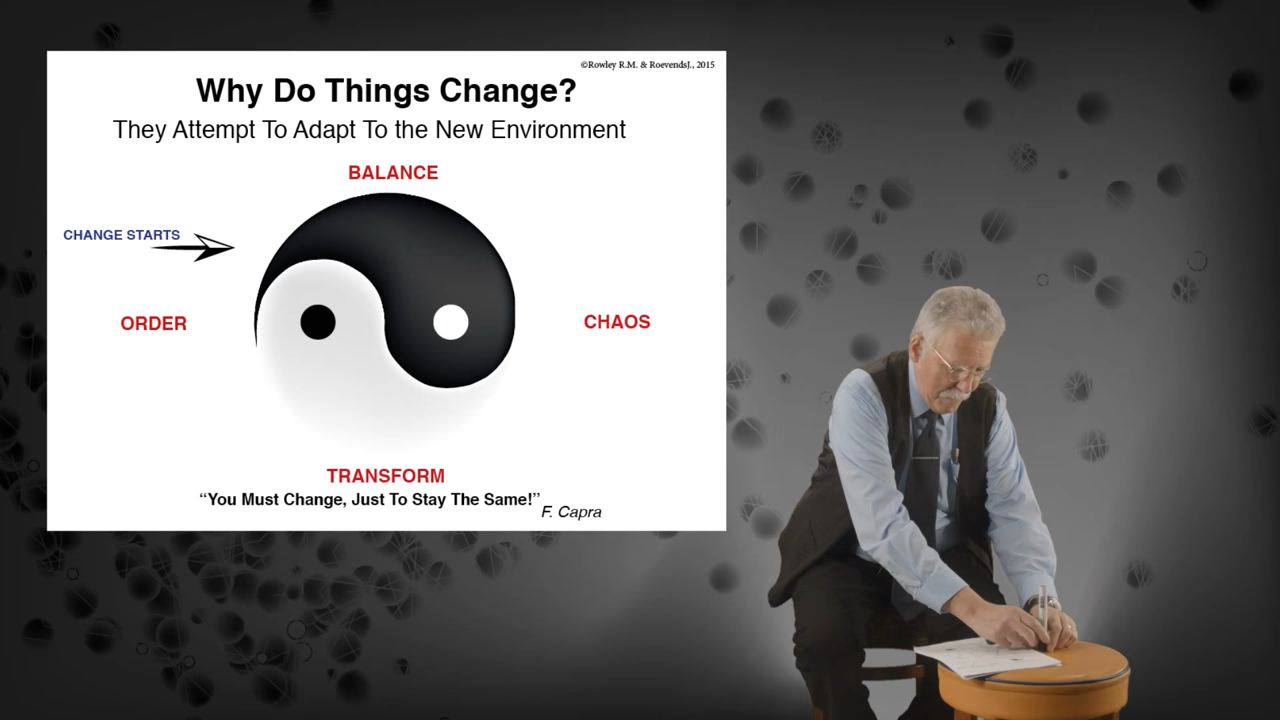 ©Rowley R.M. & RoevendsJ., 2015
Why Do Things Change?
They Attempt To Adapt To the New Environment
BALANCE
CHANGE STARTS
ORDER
CHAOS
TRANSFORM
“You Must Change, Just To Stay The Same!”
F. Capra